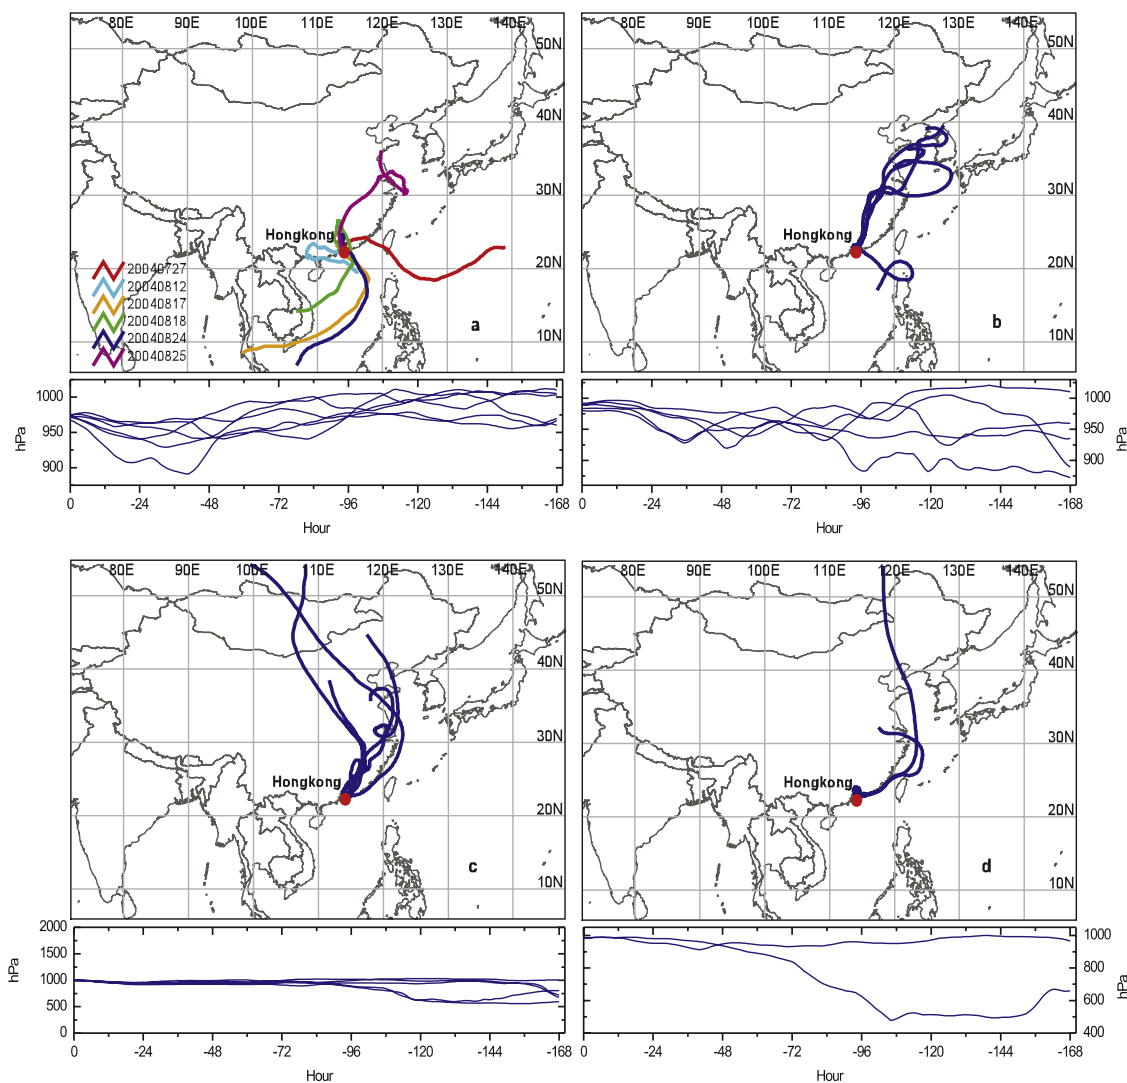 80E 90E 100E 110E 120E 130E 140E
50N
40N
30N
Hongkong
20N
10N
20040727
20040812
20040817
20040818
20040824
20040825
a
80E 90E 100E 110E 120E 130E 140E
50N
40N
30N
Hongkong
20N
10N
b
1000
950
900
hPa
0 -24 -48 -72 -96 -120 -144 -168
Hour
1000
950
900
hPa
0 -24 -48 -72 -96 -120 -144 -168
Hour
80E 90E 100E 110E 120E 130E 140E
50N
40N
30N
Hongkong
20N
10N
c
80E 90E 100E 110E 120E 130E 140E
50N
40N
30N
Hongkong
20N
10N
d
2000
1500
1000
500
0
hPa
0 -24 -48 -72 -96 -120 -144 -168
Hour
1000
800
600
400
hPa
0 -24 -48 -72 -96 -120 -144 -168
Hour